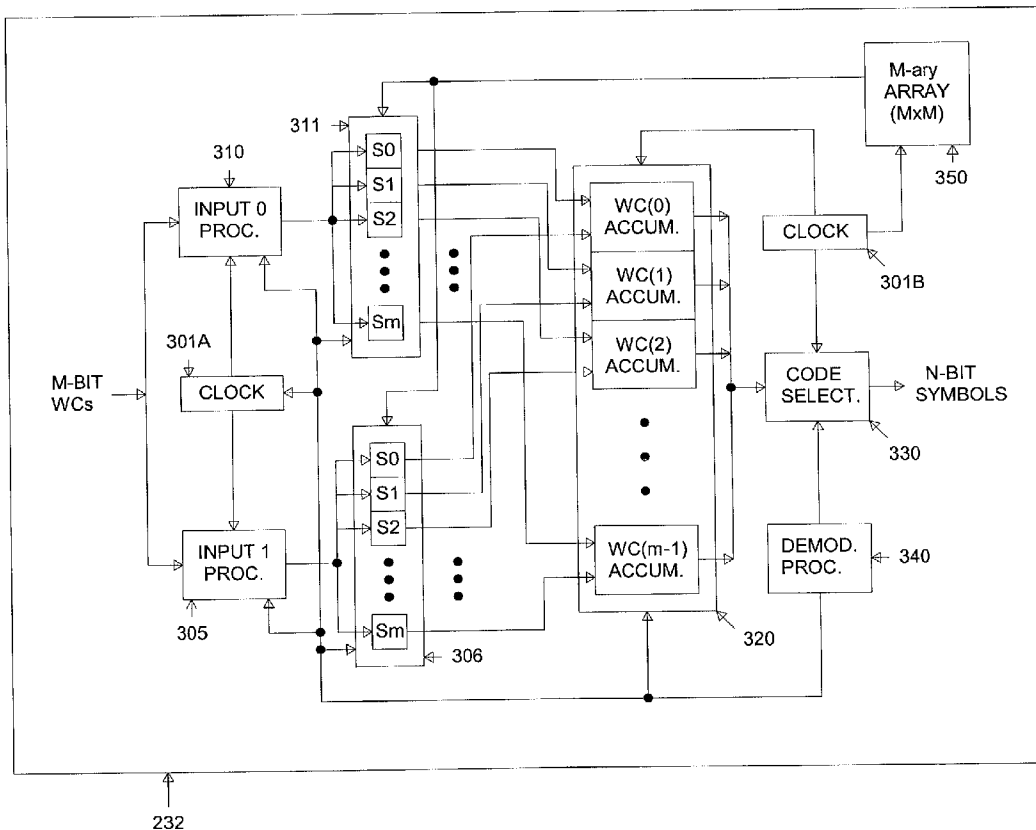 M-ary
ARRAY
(MxM)
350
311
S0
S1
S2
Sm
310
INPUT 0
PROC.
WC(0)
ACCUM.
WC(1)
ACCUM.
WC(2)
ACCUM.
CLOCK
301B
301A
CLOCK
M-BIT
WCs
CODE
SELECT.
N-BIT
SYMBOLS
330
S0
S1
S2
Sm
INPUT 1
PROC.
305
306
WC(m-1)
ACCUM.
320
DEMOD.
PROC.
340
232